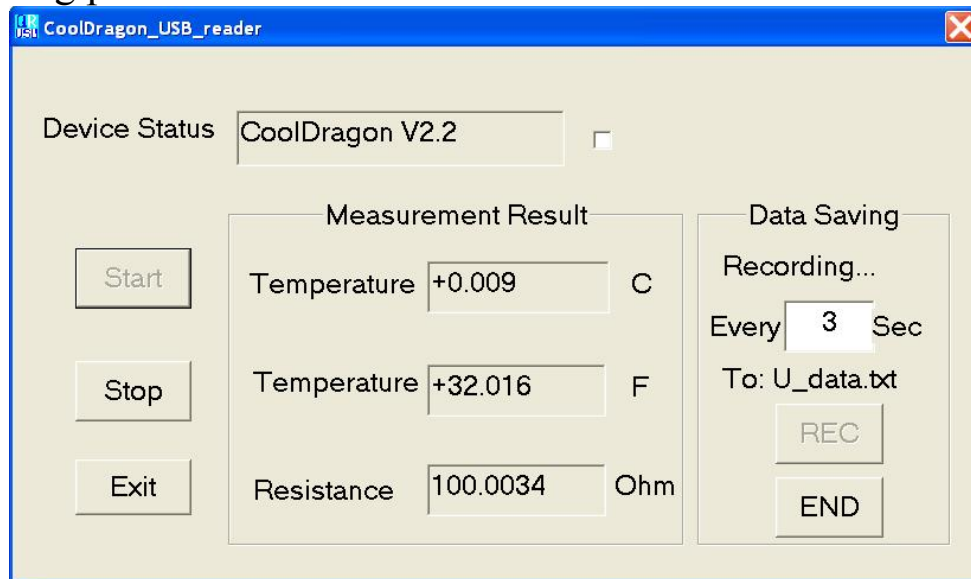 CoolDragon_USB_reader
Device Status CoolDragon V2.2
Measurement Result
Data Saving
Start
Temperature +0.009 C
Recording...
Every 3 Sec
Stop
Temperature +32.016 F
To: U_data.txt
REC
Exit
Resistance 100.0034 Ohm
END